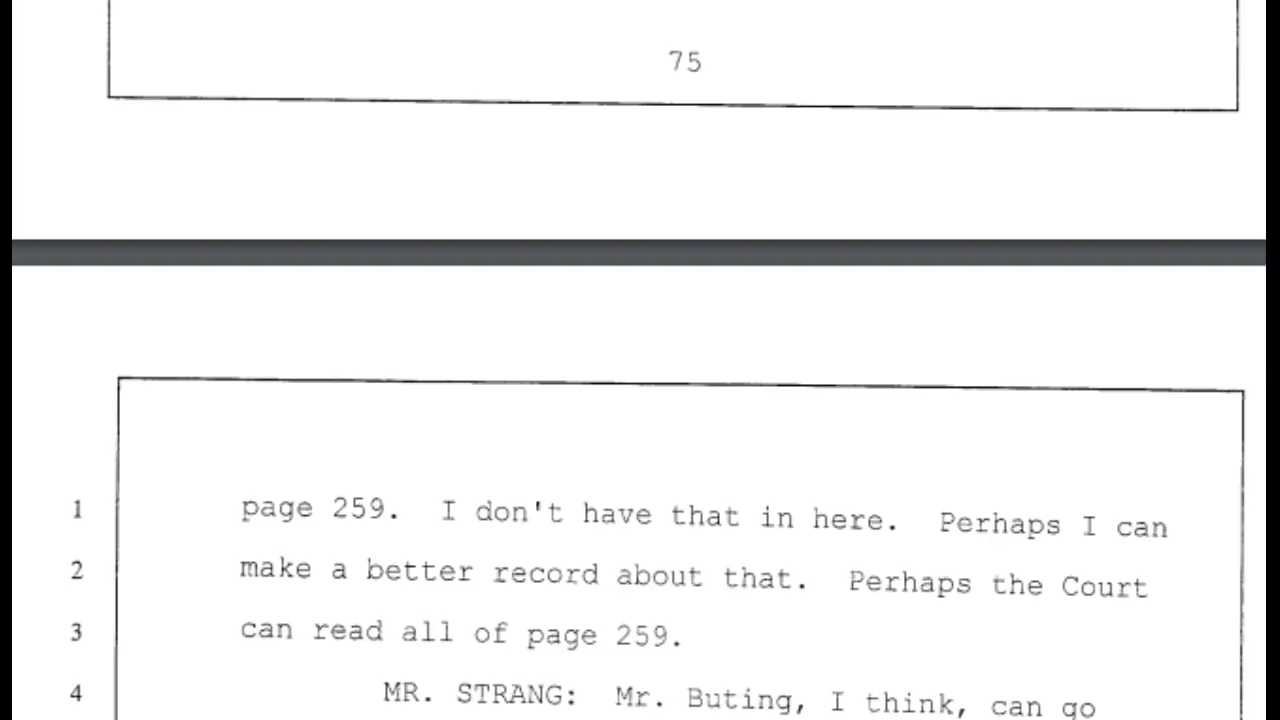 75
1 page 259. I don't have that in here. Perhaps I can
2 make a better record about that. Perhaps the Court
3 can read all of page 259.
4 MR. STRANG: Mr. Buting, I think, can go